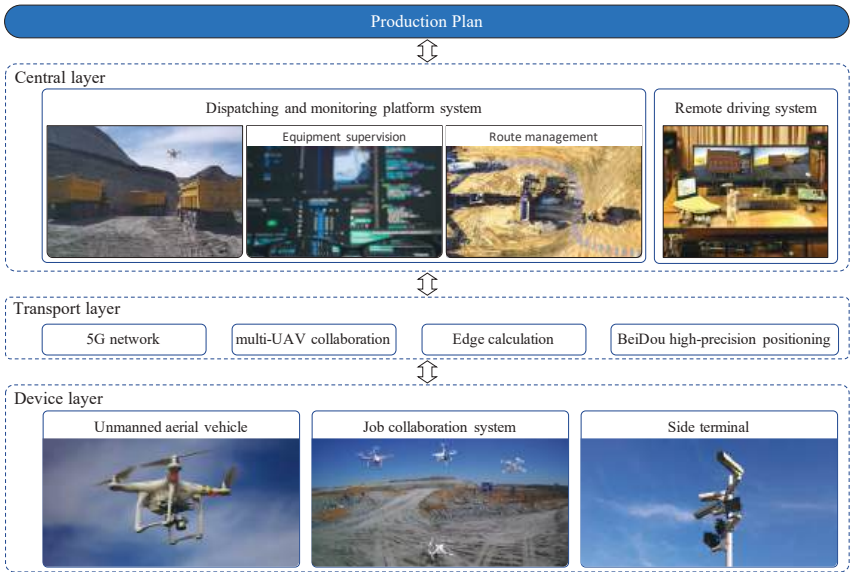 Production Plan
Central layer
Dispatching and monitoring platform system
Remote driving system
Equipment supervision
Route management
Transport layer
5G network
multi-UAV collaboration
Edge calculation
BeiDou high-precision positioning
Device layer
Unmanned aerial vehicle
Job collaboration system
Side terminal